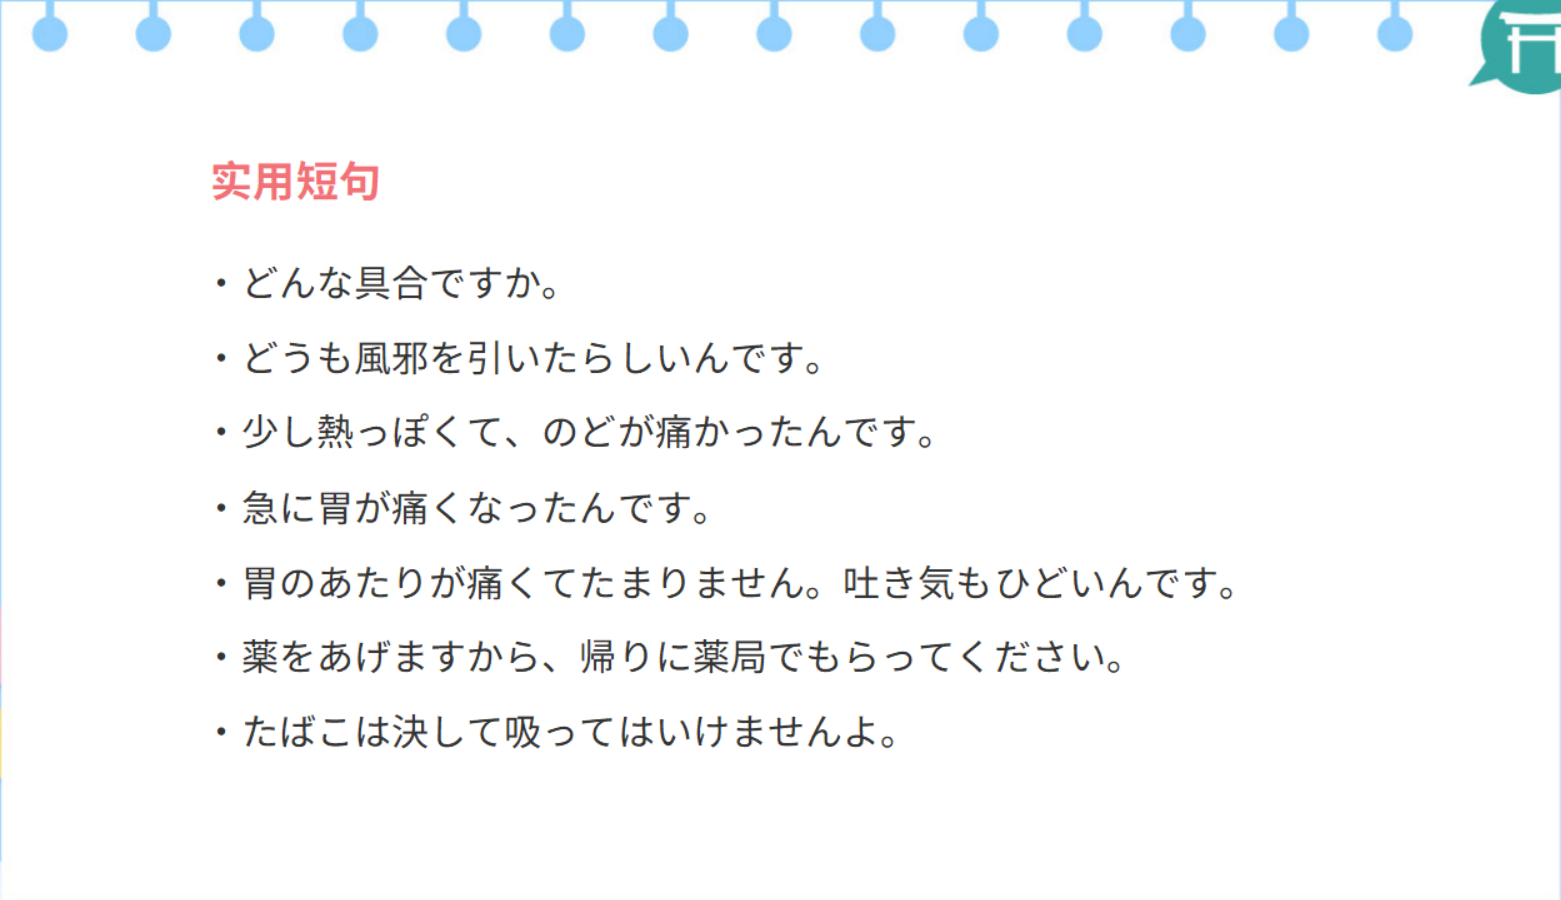 实用短句
・どんな具合ですか。
・どうも風邪を引いたらしいんです。
・少し熱っぽくて、のどが痛かったんです。
・急に胃が痛くなったんです。
・胃のあたりが痛くてたまりません。吐き気もひどいんです。
・薬をあげますから、帰りに薬局でもらってください。
・たばこは決して吸ってはいけませんよ。